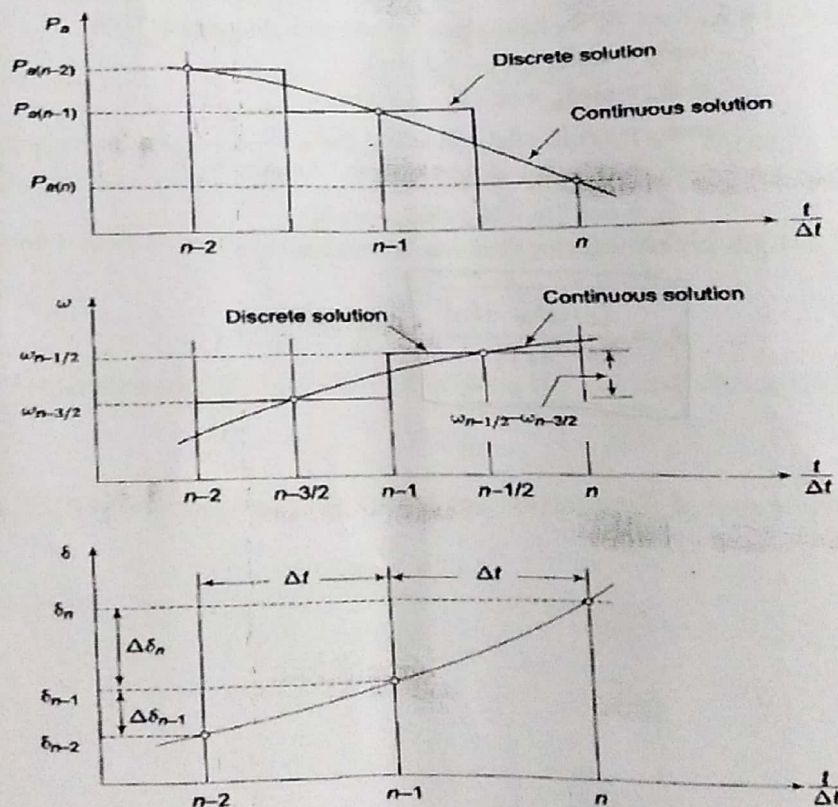 Pₐ
Pₐ(n–2)
Discrete solution
Pₐ(n–1)
Continuous solution
Pₐ(n)
n–2
n–1
n
t
Δt
ω
Continuous solution
Discrete solution
ωn–1/2
ωn–3/2
ωn–1/2–ωn–3/2
n–2
n–3/2
n–1
n–1/2
n
t
Δt
δ
Δt
Δt
δn
Δδn
δn–1
Δδn–1
δn–2
n–2
n–1
n
t
Δt